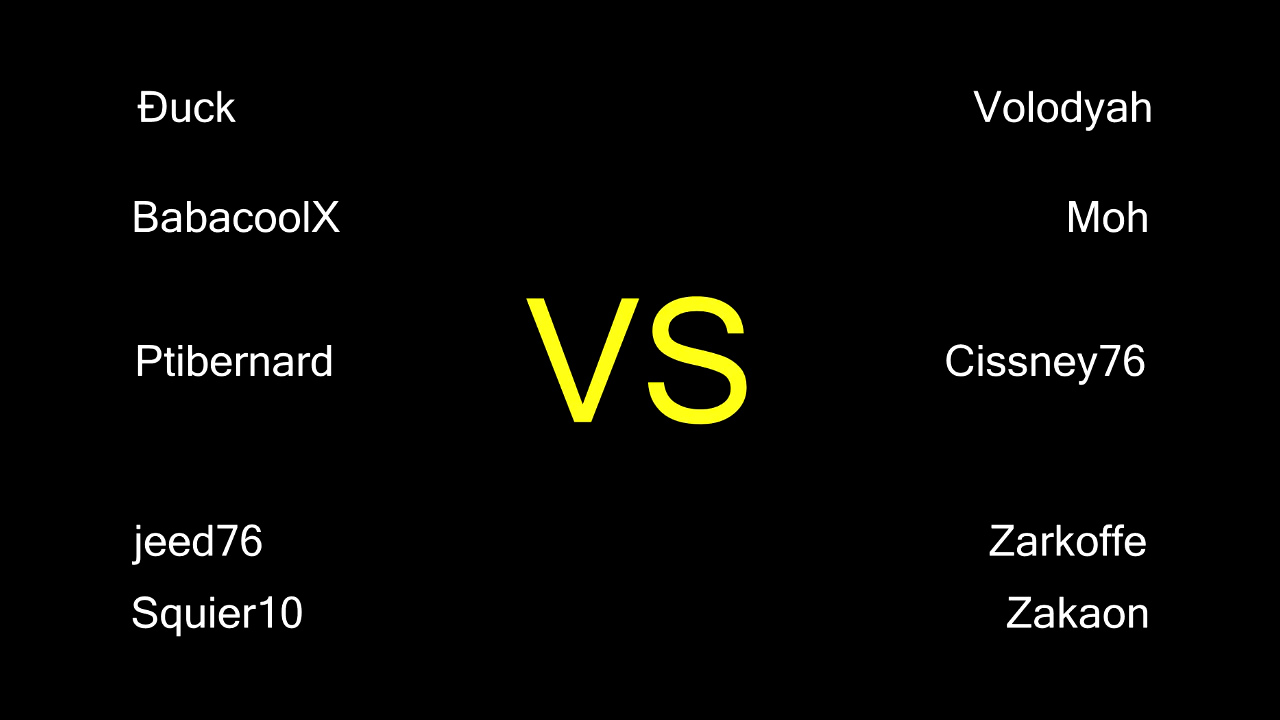 Đuck
Volodyah
BabacoolX
Moh
Ptibernard
VS
Cissney76
jeed76
Zarkoffe
Squier10
Zakaon